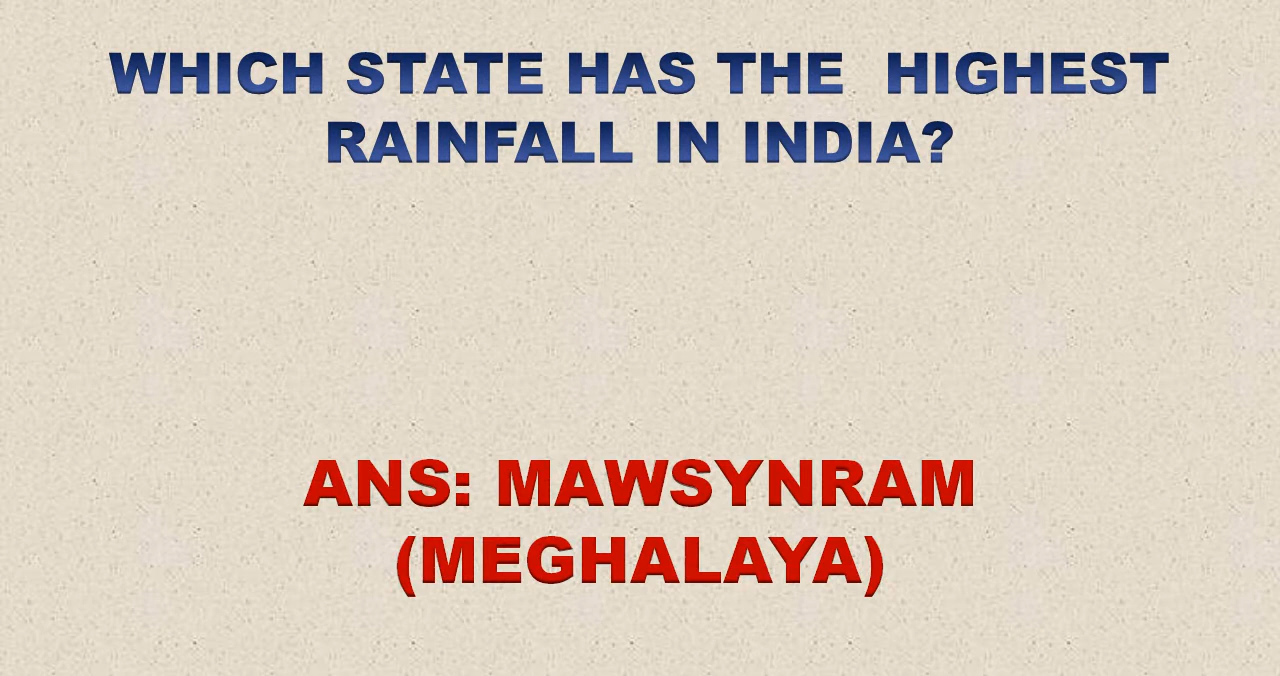 WHICH STATE HAS THE  HIGHEST
RAINFALL IN INDIA?
ANS: MAWSYNRAM
(MEGHALAYA)